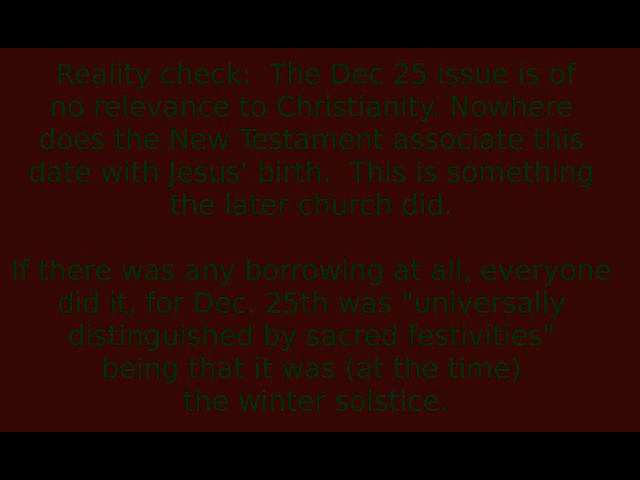 Reality check:  The Dec 25 issue is of
no relevance to Christianity. Nowhere
does the New Testament associate this
date with Jesus' birth.  This is something
the later church did.
If there was any borrowing at all, everyone
did it, for Dec. 25th was "universally
distinguished by sacred festivities"
being that it was (at the time)
the winter solstice.